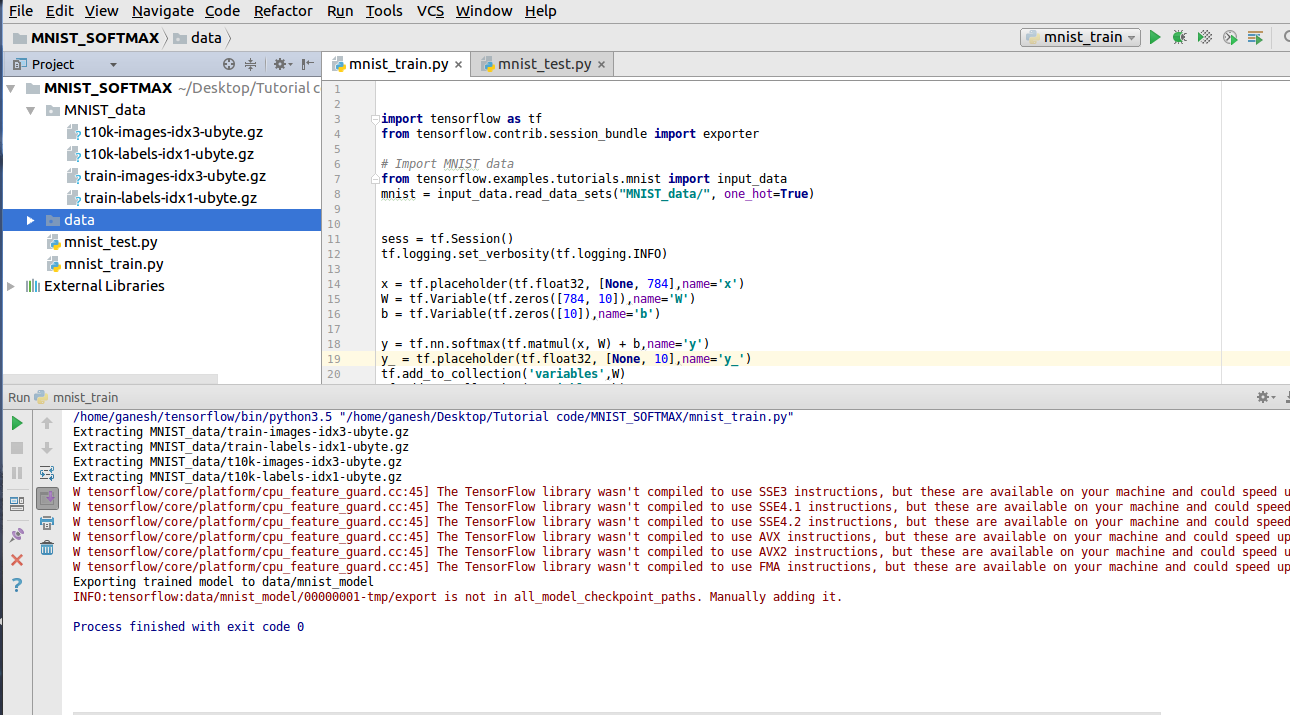 File Edit View Navigate Code Refactor Run Tools VCS Window Help
MNIST_SOFTMAX data mnist_train
Project mnist_train.py × mnist_test.py ×
MNIST_SOFTMAX ~/Desktop/Tutorial c
MNIST_data
t10k-images-idx3-ubyte.gz
t10k-labels-idx1-ubyte.gz
train-images-idx3-ubyte.gz
train-labels-idx1-ubyte.gz
data
mnist_test.py
mnist_train.py
External Libraries
1
2
3 import tensorflow as tf
4 from tensorflow.contrib.session_bundle import exporter
5
6 # Import MNIST data
7 from tensorflow.examples.tutorials.mnist import input_data
8 mnist = input_data.read_data_sets("MNIST_data/", one_hot=True)
9
10
11 sess = tf.Session()
12 tf.logging.set_verbosity(tf.logging.INFO)
13
14 x = tf.placeholder(tf.float32, [None, 784],name='x')
15 W = tf.Variable(tf.zeros([784, 10]),name='W')
16 b = tf.Variable(tf.zeros([10]),name='b')
17
18 y = tf.nn.softmax(tf.matmul(x, W) + b,name='y')
19 y_ = tf.placeholder(tf.float32, [None, 10],name='y_')
20 tf.add_to_collection('variables',W)
Run mnist_train
/home/ganesh/tensorflow/bin/python3.5 "/home/ganesh/Desktop/Tutorial code/MNIST_SOFTMAX/mnist_train.py"
Extracting MNIST_data/train-images-idx3-ubyte.gz
Extracting MNIST_data/train-labels-idx1-ubyte.gz
Extracting MNIST_data/t10k-images-idx3-ubyte.gz
Extracting MNIST_data/t10k-labels-idx1-ubyte.gz
W tensorflow/core/platform/cpu_feature_guard.cc:45] The TensorFlow library wasn't compiled to use SSE3 instructions, but these are available on your machine and could speed u
W tensorflow/core/platform/cpu_feature_guard.cc:45] The TensorFlow library wasn't compiled to use SSE4.1 instructions, but these are available on your machine and could speed
W tensorflow/core/platform/cpu_feature_guard.cc:45] The TensorFlow library wasn't compiled to use SSE4.2 instructions, but these are available on your machine and could speed
W tensorflow/core/platform/cpu_feature_guard.cc:45] The TensorFlow library wasn't compiled to use AVX instructions, but these are available on your machine and could speed up
W tensorflow/core/platform/cpu_feature_guard.cc:45] The TensorFlow library wasn't compiled to use AVX2 instructions, but these are available on your machine and could speed u
W tensorflow/core/platform/cpu_feature_guard.cc:45] The TensorFlow library wasn't compiled to use FMA instructions, but these are available on your machine and could speed up
Exporting trained model to data/mnist_model
INFO:tensorflow:data/mnist_model/00000001-tmp/export is not in all_model_checkpoint_paths. Manually adding it.
Process finished with exit code 0